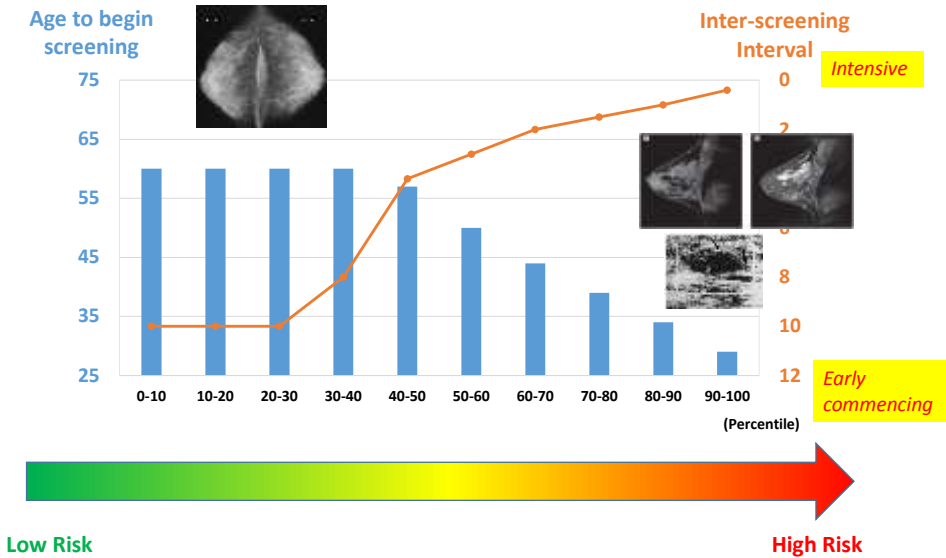 Age to begin
screening
Inter-screening
Interval
Intensive
75
65
55
45
35
25
0
2
8
10
12
Early
commencing
0-10
10-20
20-30
30-40
40-50
50-60
60-70
70-80
80-90
90-100
(Percentile)
Low Risk
High Risk